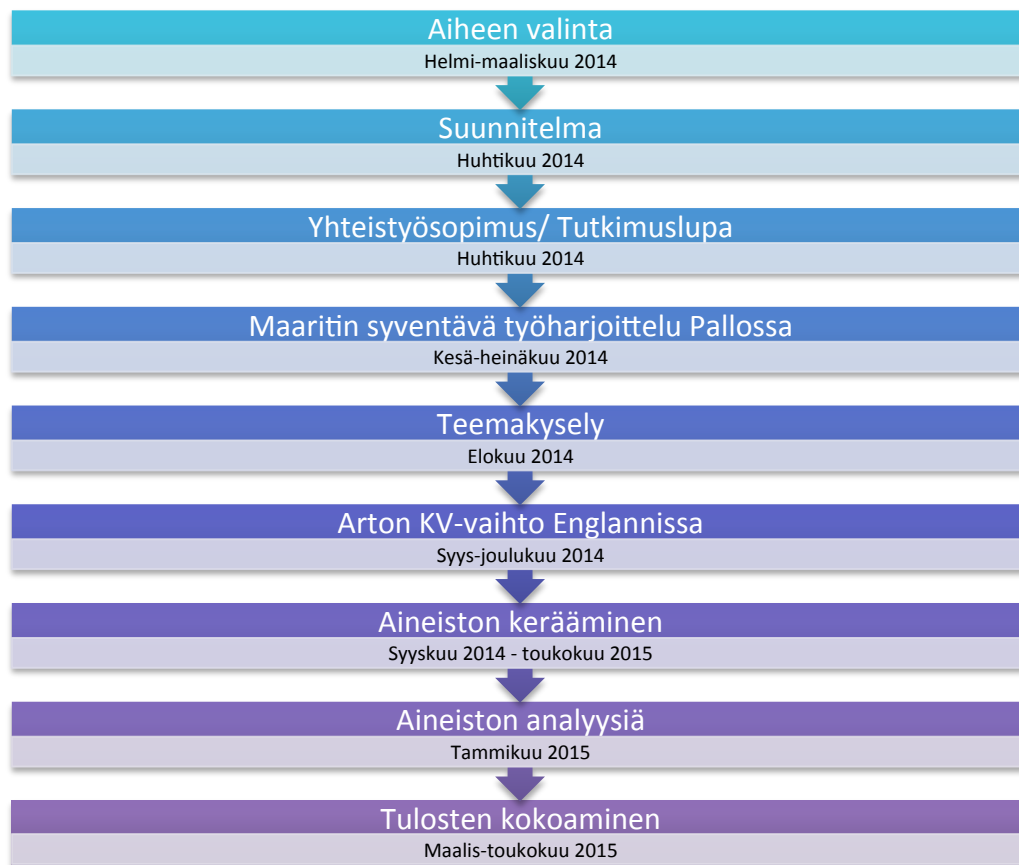 Aiheen valinta
Helmi-maaliskuu 2014
Suunnitelma
Huhtikuu 2014
Yhteistyösopimus/ Tutkimuslupa
Huhtikuu 2014
Maaritin syventävä työharjoittelu Pallossa
Kesä-heinäkuu 2014
Teemakysely
Elokuu 2014
Arton KV-vaihto Englannissa
Syys-joulukuu 2014
Aineiston kerääminen
Syyskuu 2014 - toukokuu 2015
Aineiston analyysiä
Tammikuu 2015
Tulosten kokoaminen
Maalis-toukokuu 2015